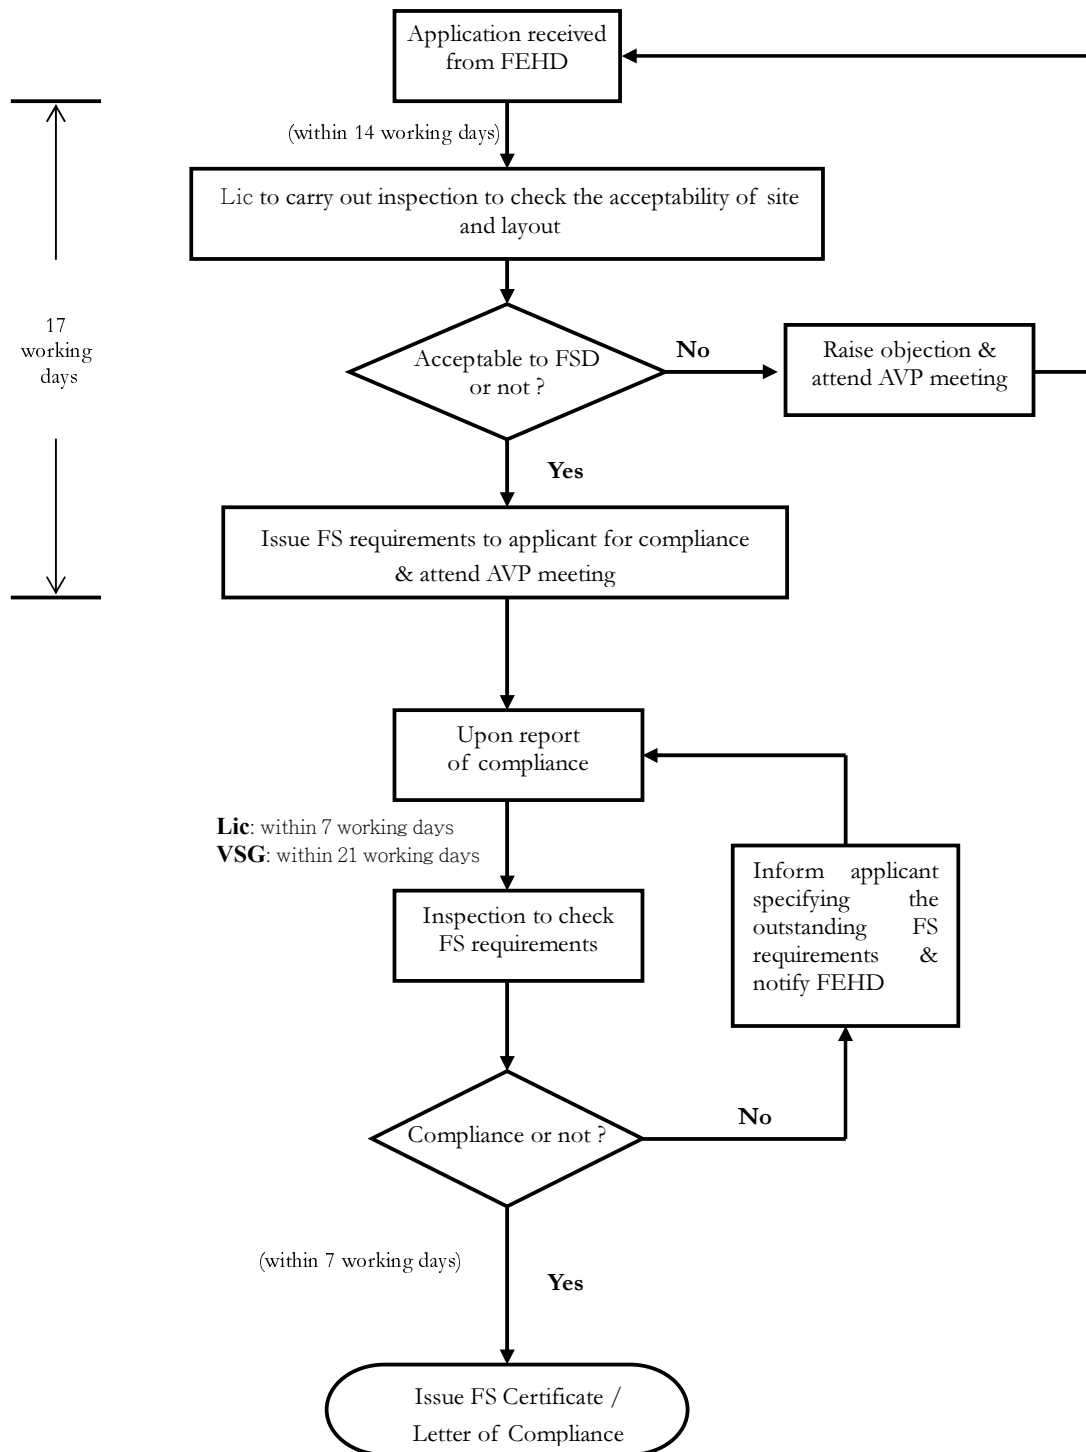 Application received
from FEHD
(within 14 working days)
Lic to carry out inspection to check the acceptability of site
and layout
17
working
days
Acceptable to FSD
or not ?
No
Raise objection &
attend AVP meeting
Yes
Issue FS requirements to applicant for compliance
& attend AVP meeting
Upon report
of compliance
Lic: within 7 working days
VSG: within 21 working days
Inform applicant
specifying the
outstanding FS
requirements &
notify FEHD
Inspection to check
FS requirements
Compliance or not ?
No
(within 7 working days)
Yes
Issue FS Certificate /
Letter of Compliance